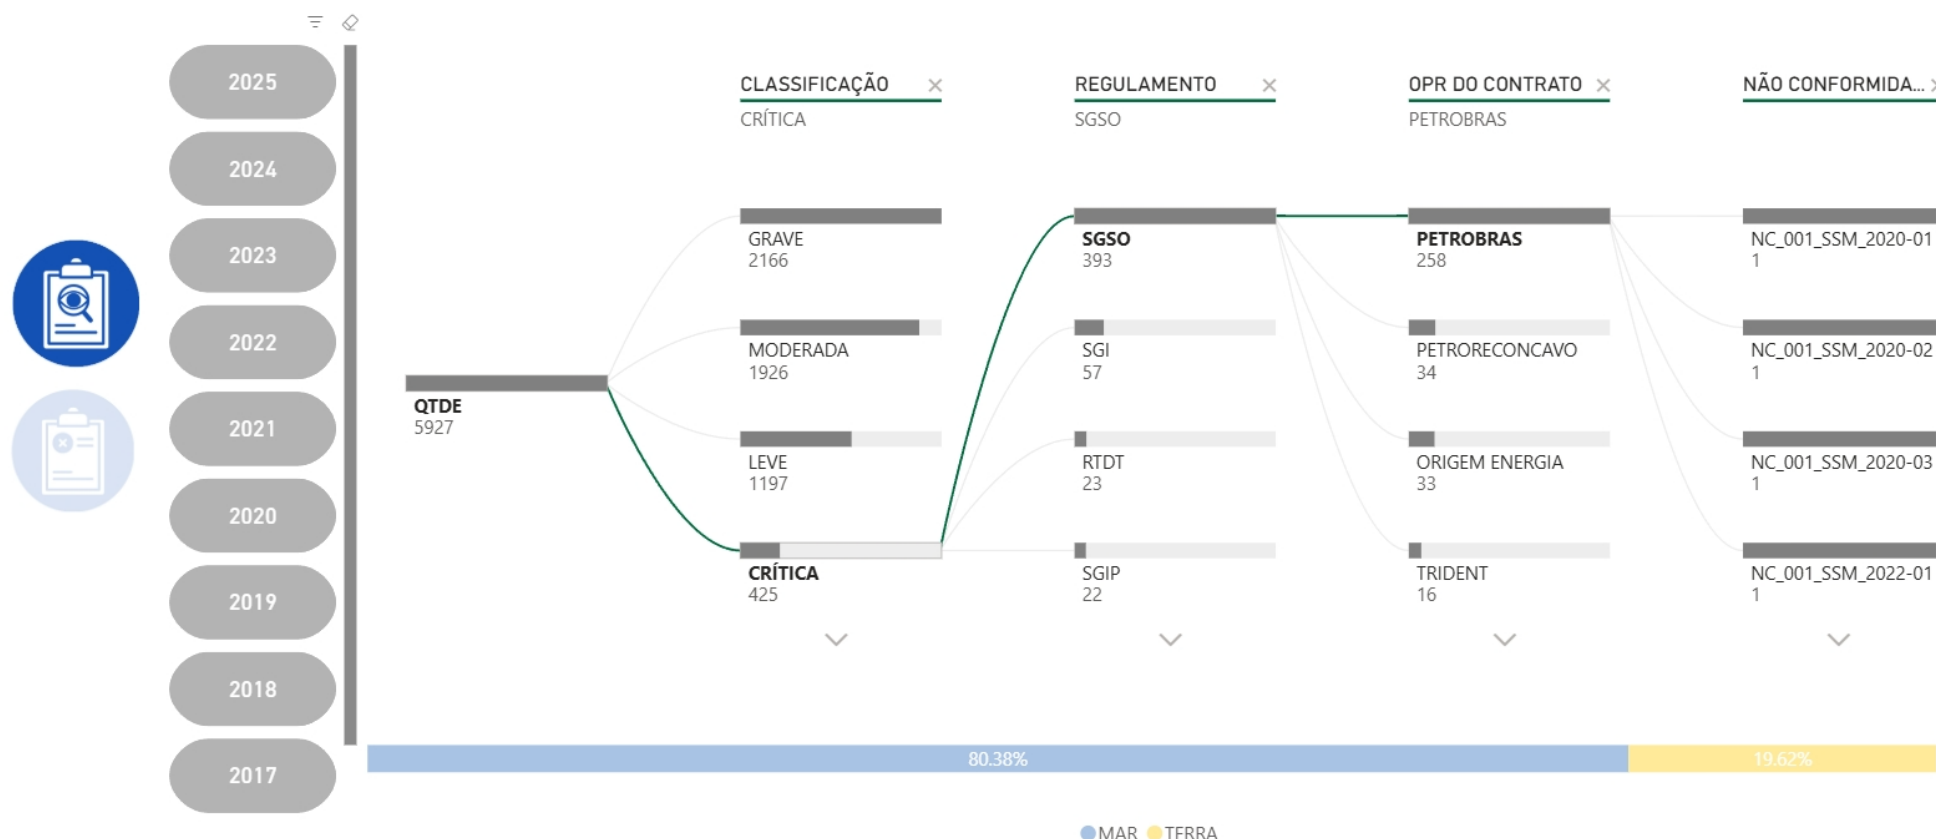 2025
2024
2023
2022
2021
2020
2019
2018
2017
QTDE
5927
CLASSIFICAÇÃO
CRÍTICA
GRAVE
2166
MODERADA
1926
LEVE
1197
CRÍTICA
425
REGULAMENTO
SGSO
SGSO
393
SGI
57
RTDT
23
SGIP
22
OPR DO CONTRATO
PETROBRAS
PETROBRAS
258
PETRORECONCAVO
34
ORIGEM ENERGIA
33
TRIDENT
16
NÃO CONFORMIDA...
NC_001_SSM_2020-01
1
NC_001_SSM_2020-02
1
NC_001_SSM_2020-03
1
NC_001_SSM_2022-01
1
80.38%
19.62%
MAR
TERRA